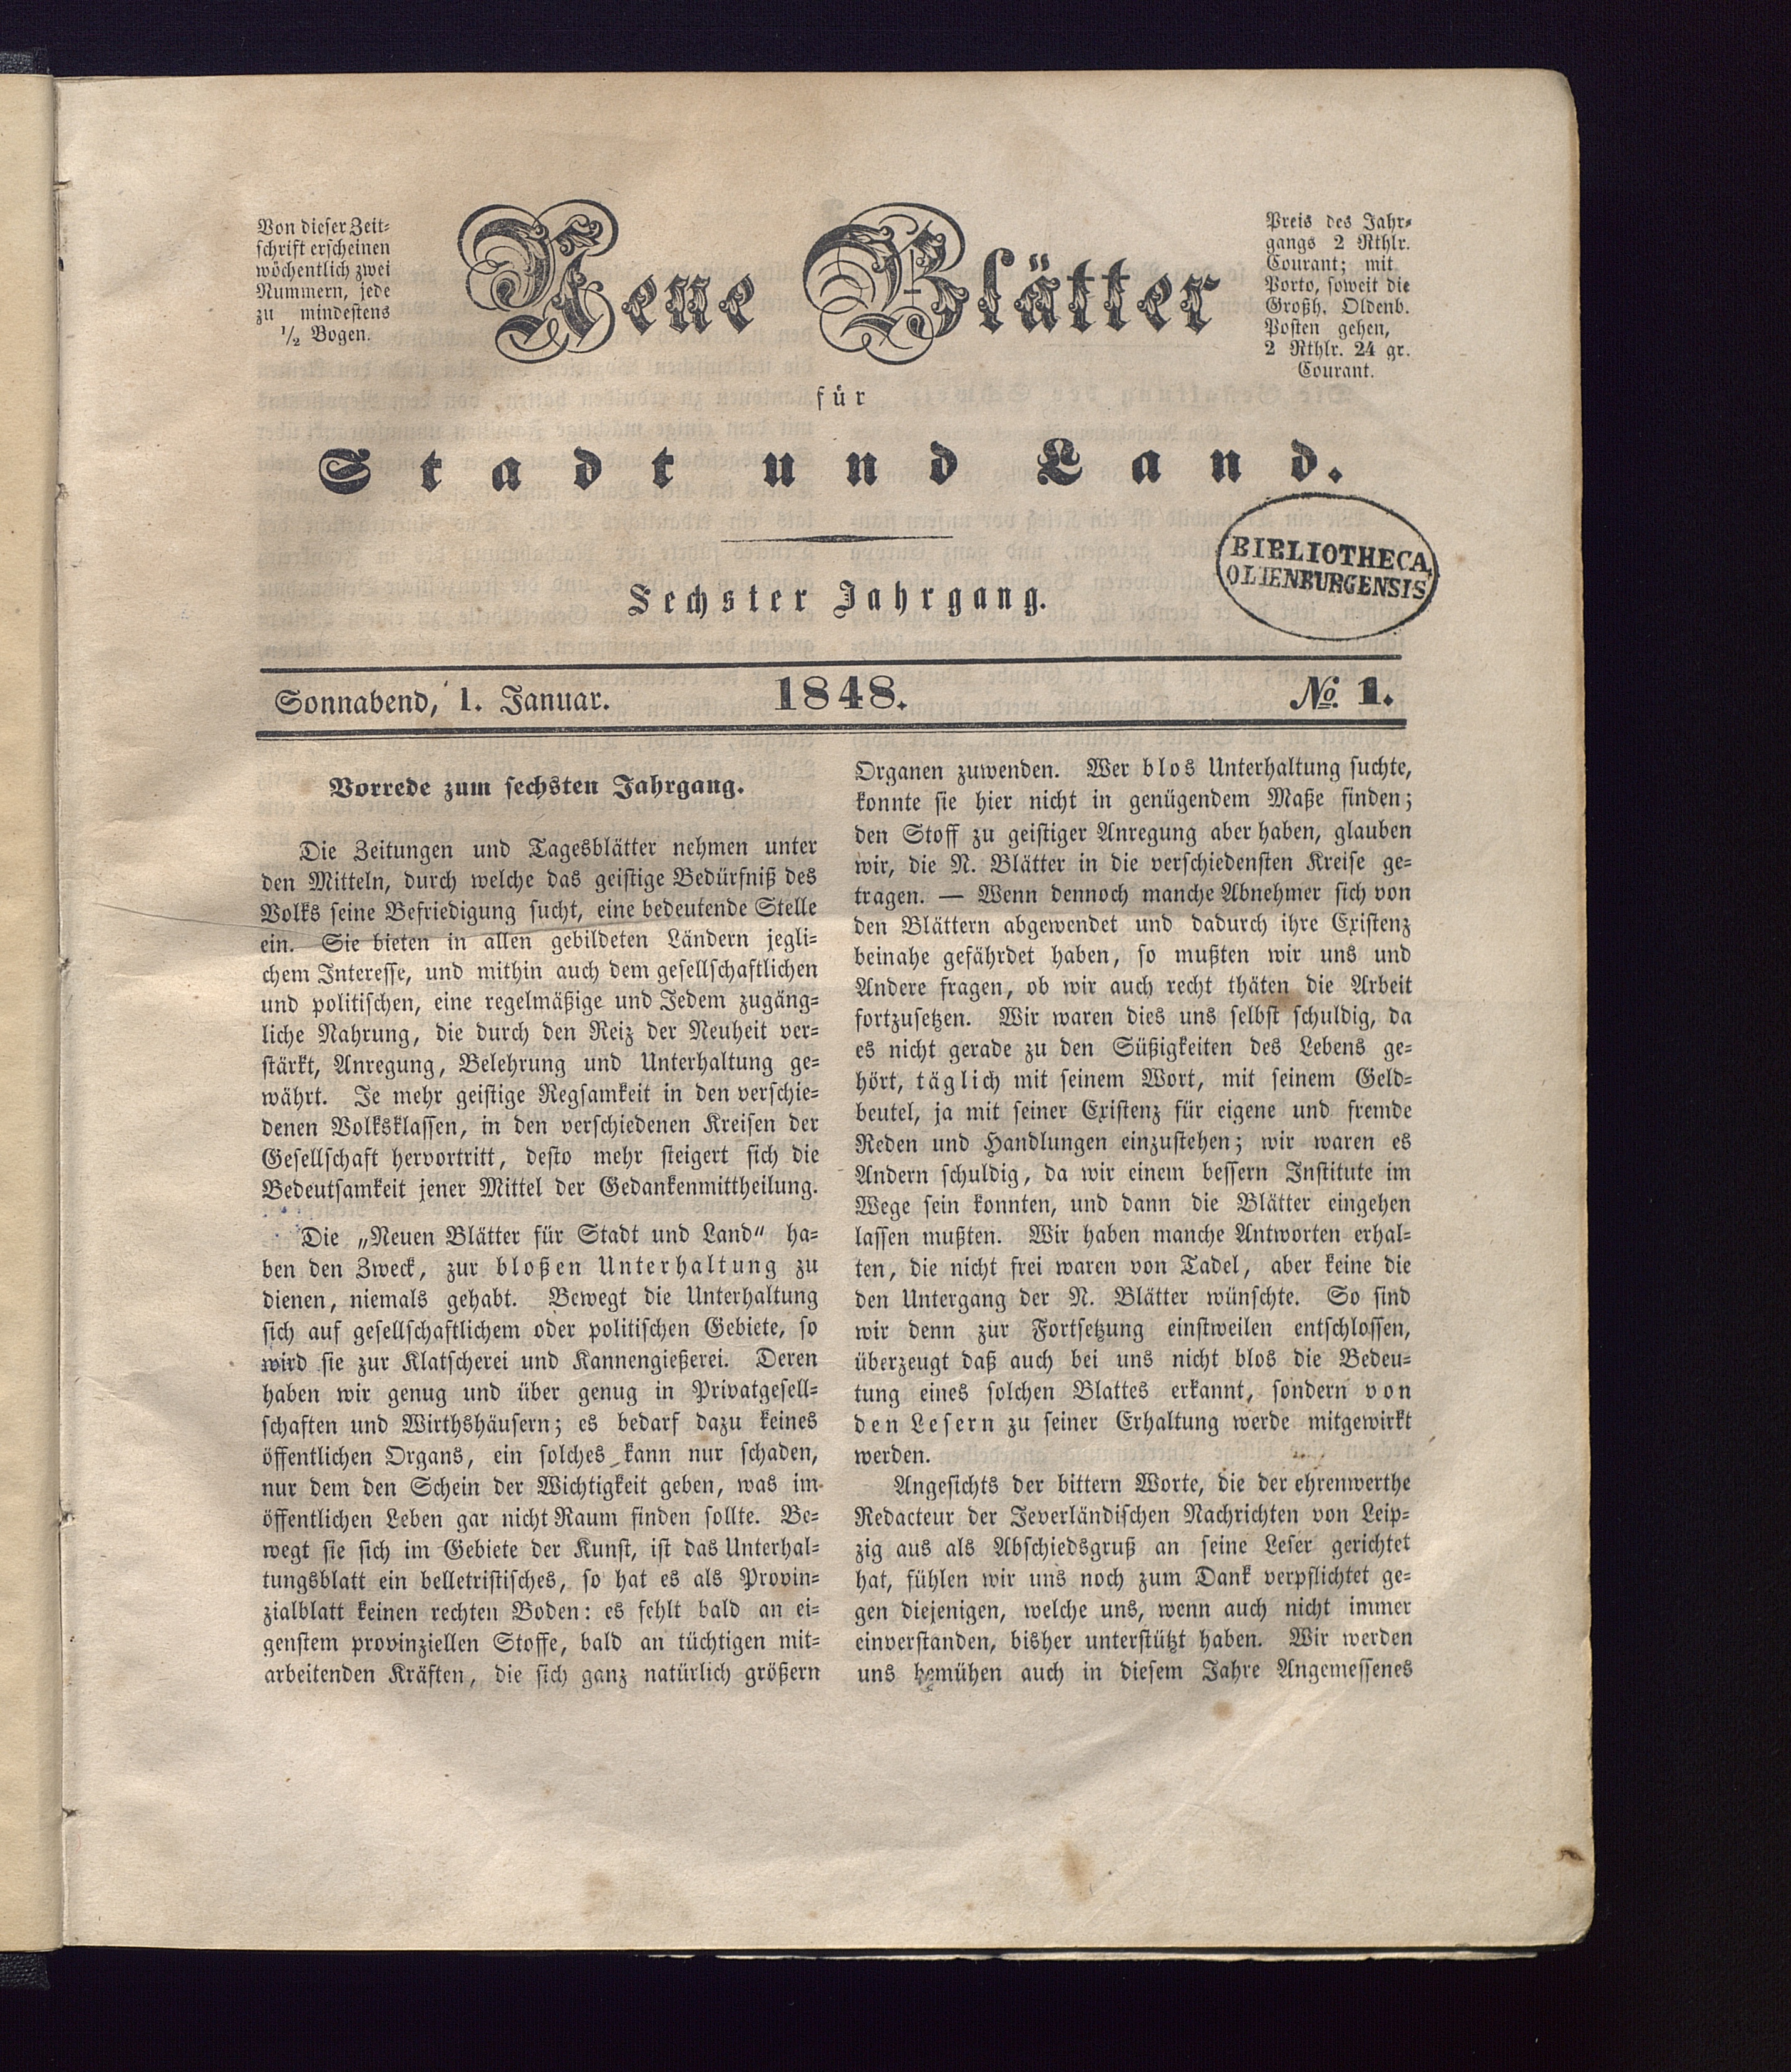 Von dieser Zeit-
schrift erscheinen
wöchentlich zwei
Nummern, jede
zu mindestens
1/2 Bogen.
Neue Blätter
für
Stadt und Land.
Preis des Jahr-
gangs 2 Rthlr.
Courant; mit
Porto, soweit die
Großh. Oldenb.
Posten gehen,
2 Rthlr. 24 gr.
Courant.
BIBLIOTHECA
OLDENBURGENSIS
Sechster Jahrgang.
Sonnabend, 1. Januar. 1848. No. 1.
Vorrede zum sechsten Jahrgang.
Die Zeitungen und Tagesblätter nehmen unter
den Mitteln, durch welche das geistige Bedürfniß des
Volks seine Befriedigung sucht, eine bedeutende Stelle
ein. Sie bieten in allen gebildeten Ländern jegli-
chem Interesse, und mithin auch dem gesellschaftlichen
und politischen, eine regelmäßige und Jedem zugäng-
liche Nahrung, die durch den Reiz der Neuheit ver-
stärkt, Anregung, Belehrung und Unterhaltung ge-
währt. Je mehr geistige Regsamkeit in den verschie-
denen Volksklassen, in den verschiedenen Kreisen der
Gesellschaft hervortritt, desto mehr steigert sich die
Bedeutsamkeit jener Mittel der Gedankenmittheilung.
Die „Neuen Blätter für Stadt und Land“ ha-
ben den Zweck, zur bloßen Unterhaltung zu
dienen, niemals gehabt. Bewegt die Unterhaltung
sich auf gesellschaftlichem oder politischen Gebiete, so
wird sie zur Klatscherei und Kannengießerei. Deren
haben wir genug und über genug in Privatgesell-
schaften und Wirthshäusern; es bedarf dazu keines
öffentlichen Organs, ein solches kann nur schaden,
nur dem den Schein der Wichtigkeit geben, was im
öffentlichen Leben gar nicht Raum finden sollte. Be-
wegt sie sich im Gebiete der Kunst, ist das Unterhal-
tungsblatt ein belletristisches, so hat es als Provin-
zialblatt keinen rechten Boden: es fehlt bald an ei-
genstem provinziellen Stoffe, bald an tüchtigen mit-
arbeitenden Kräften, die sich ganz natürlich größern
Organen zuwenden. Wer blos Unterhaltung suchte,
konnte sie hier nicht in genügendem Maße finden;
den Stoff zu geistiger Anregung aber haben, glauben
wir, die N. Blätter in die verschiedensten Kreise ge-
tragen. — Wenn dennoch manche Abnehmer sich von
den Blättern abgewendet und dadurch ihre Existenz
beinahe gefährdet haben, so mußten wir uns und
Andere fragen, ob wir auch recht thäten die Arbeit
fortzusetzen. Wir waren dies uns selbst schuldig, da
es nicht gerade zu den Süßigkeiten des Lebens ge-
hört, täglich mit seinem Wort, mit seinem Geld-
beutel, ja mit seiner Existenz für eigene und fremde
Reden und Handlungen einzustehen; wir waren es
Andern schuldig, da wir einem bessern Institute im
Wege sein konnten, und dann die Blätter eingehen
lassen mußten. Wir haben manche Antworten erhal-
ten, die nicht frei waren von Tadel, aber keine die
den Untergang der N. Blätter wünschte. So sind
wir denn zur Fortsetzung einstweilen entschlossen,
überzeugt daß auch bei uns nicht blos die Bedeu-
tung eines solchen Blattes erkannt, sondern von
den Lesern zu seiner Erhaltung werde mitgewirkt
werden.
Angesichts der bittern Worte, die der ehrenwerthe
Redacteur der Jeverländischen Nachrichten von Leip-
zig aus als Abschiedsgruß an seine Leser gerichtet
hat, fühlen wir uns noch zum Dank verpflichtet ge-
gen diejenigen, welche uns, wenn auch nicht immer
einverstanden, bisher unterstützt haben. Wir werden
uns bemühen auch in diesem Jahre Angemessenes